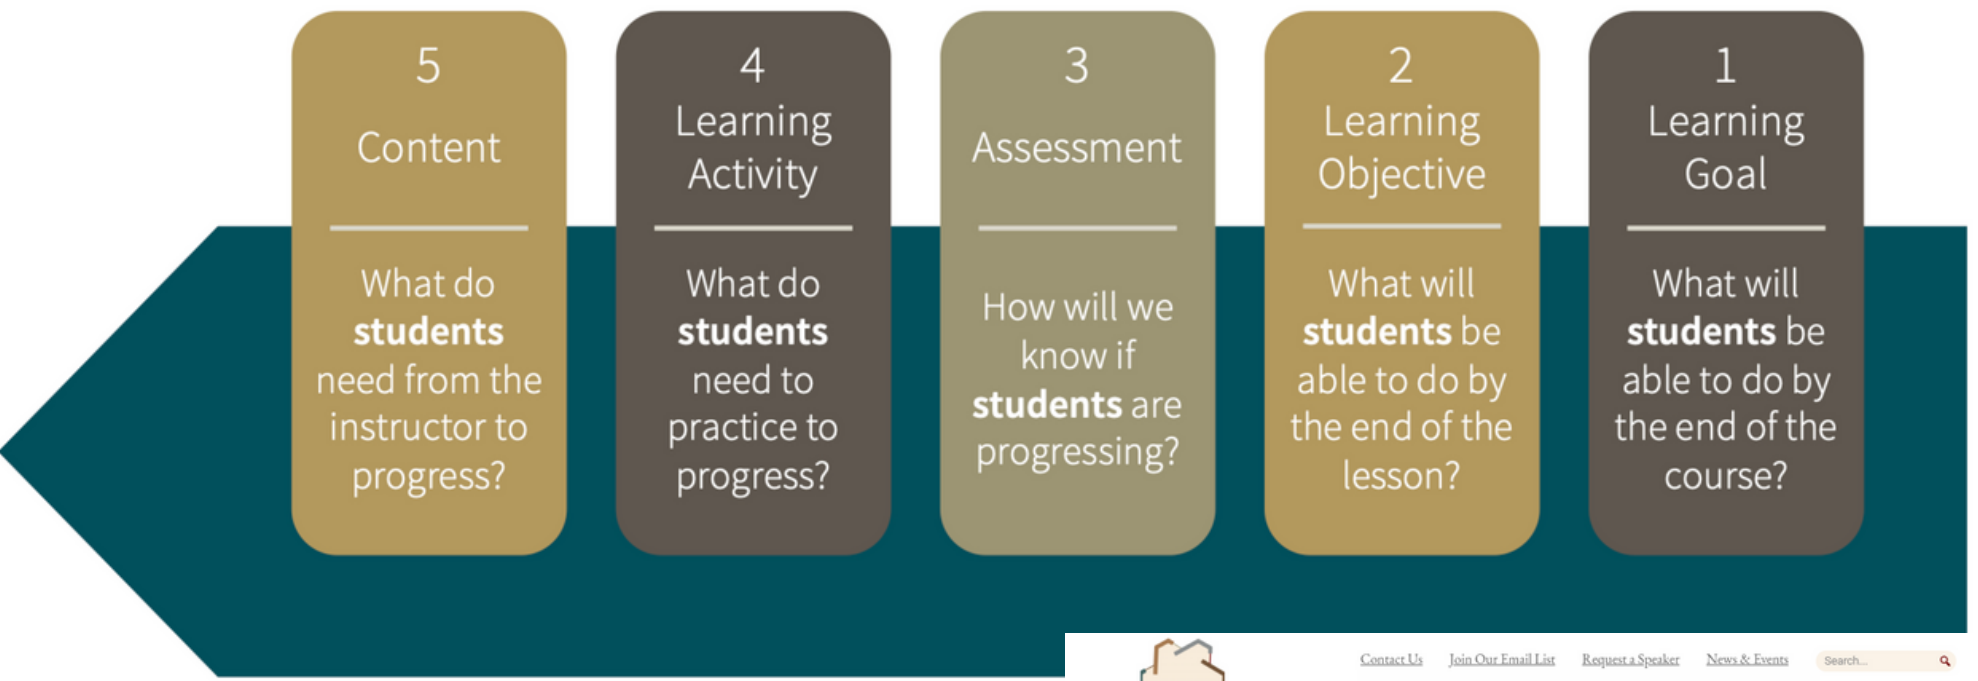 5
Content
What do
students
need from the
instructor to
progress?
4
Learning
Activity
What do
students
need to
practice to
progress?
3
Assessment
How will we
know if
students are
progressing?
2
Learning
Objective
What will
students be
able to do by
the end of the
lesson?
1
Learning
Goal
What will
students be
able to do by
the end of the
course?
Contact Us Join Our Email List Request a Speaker News & Events Search...